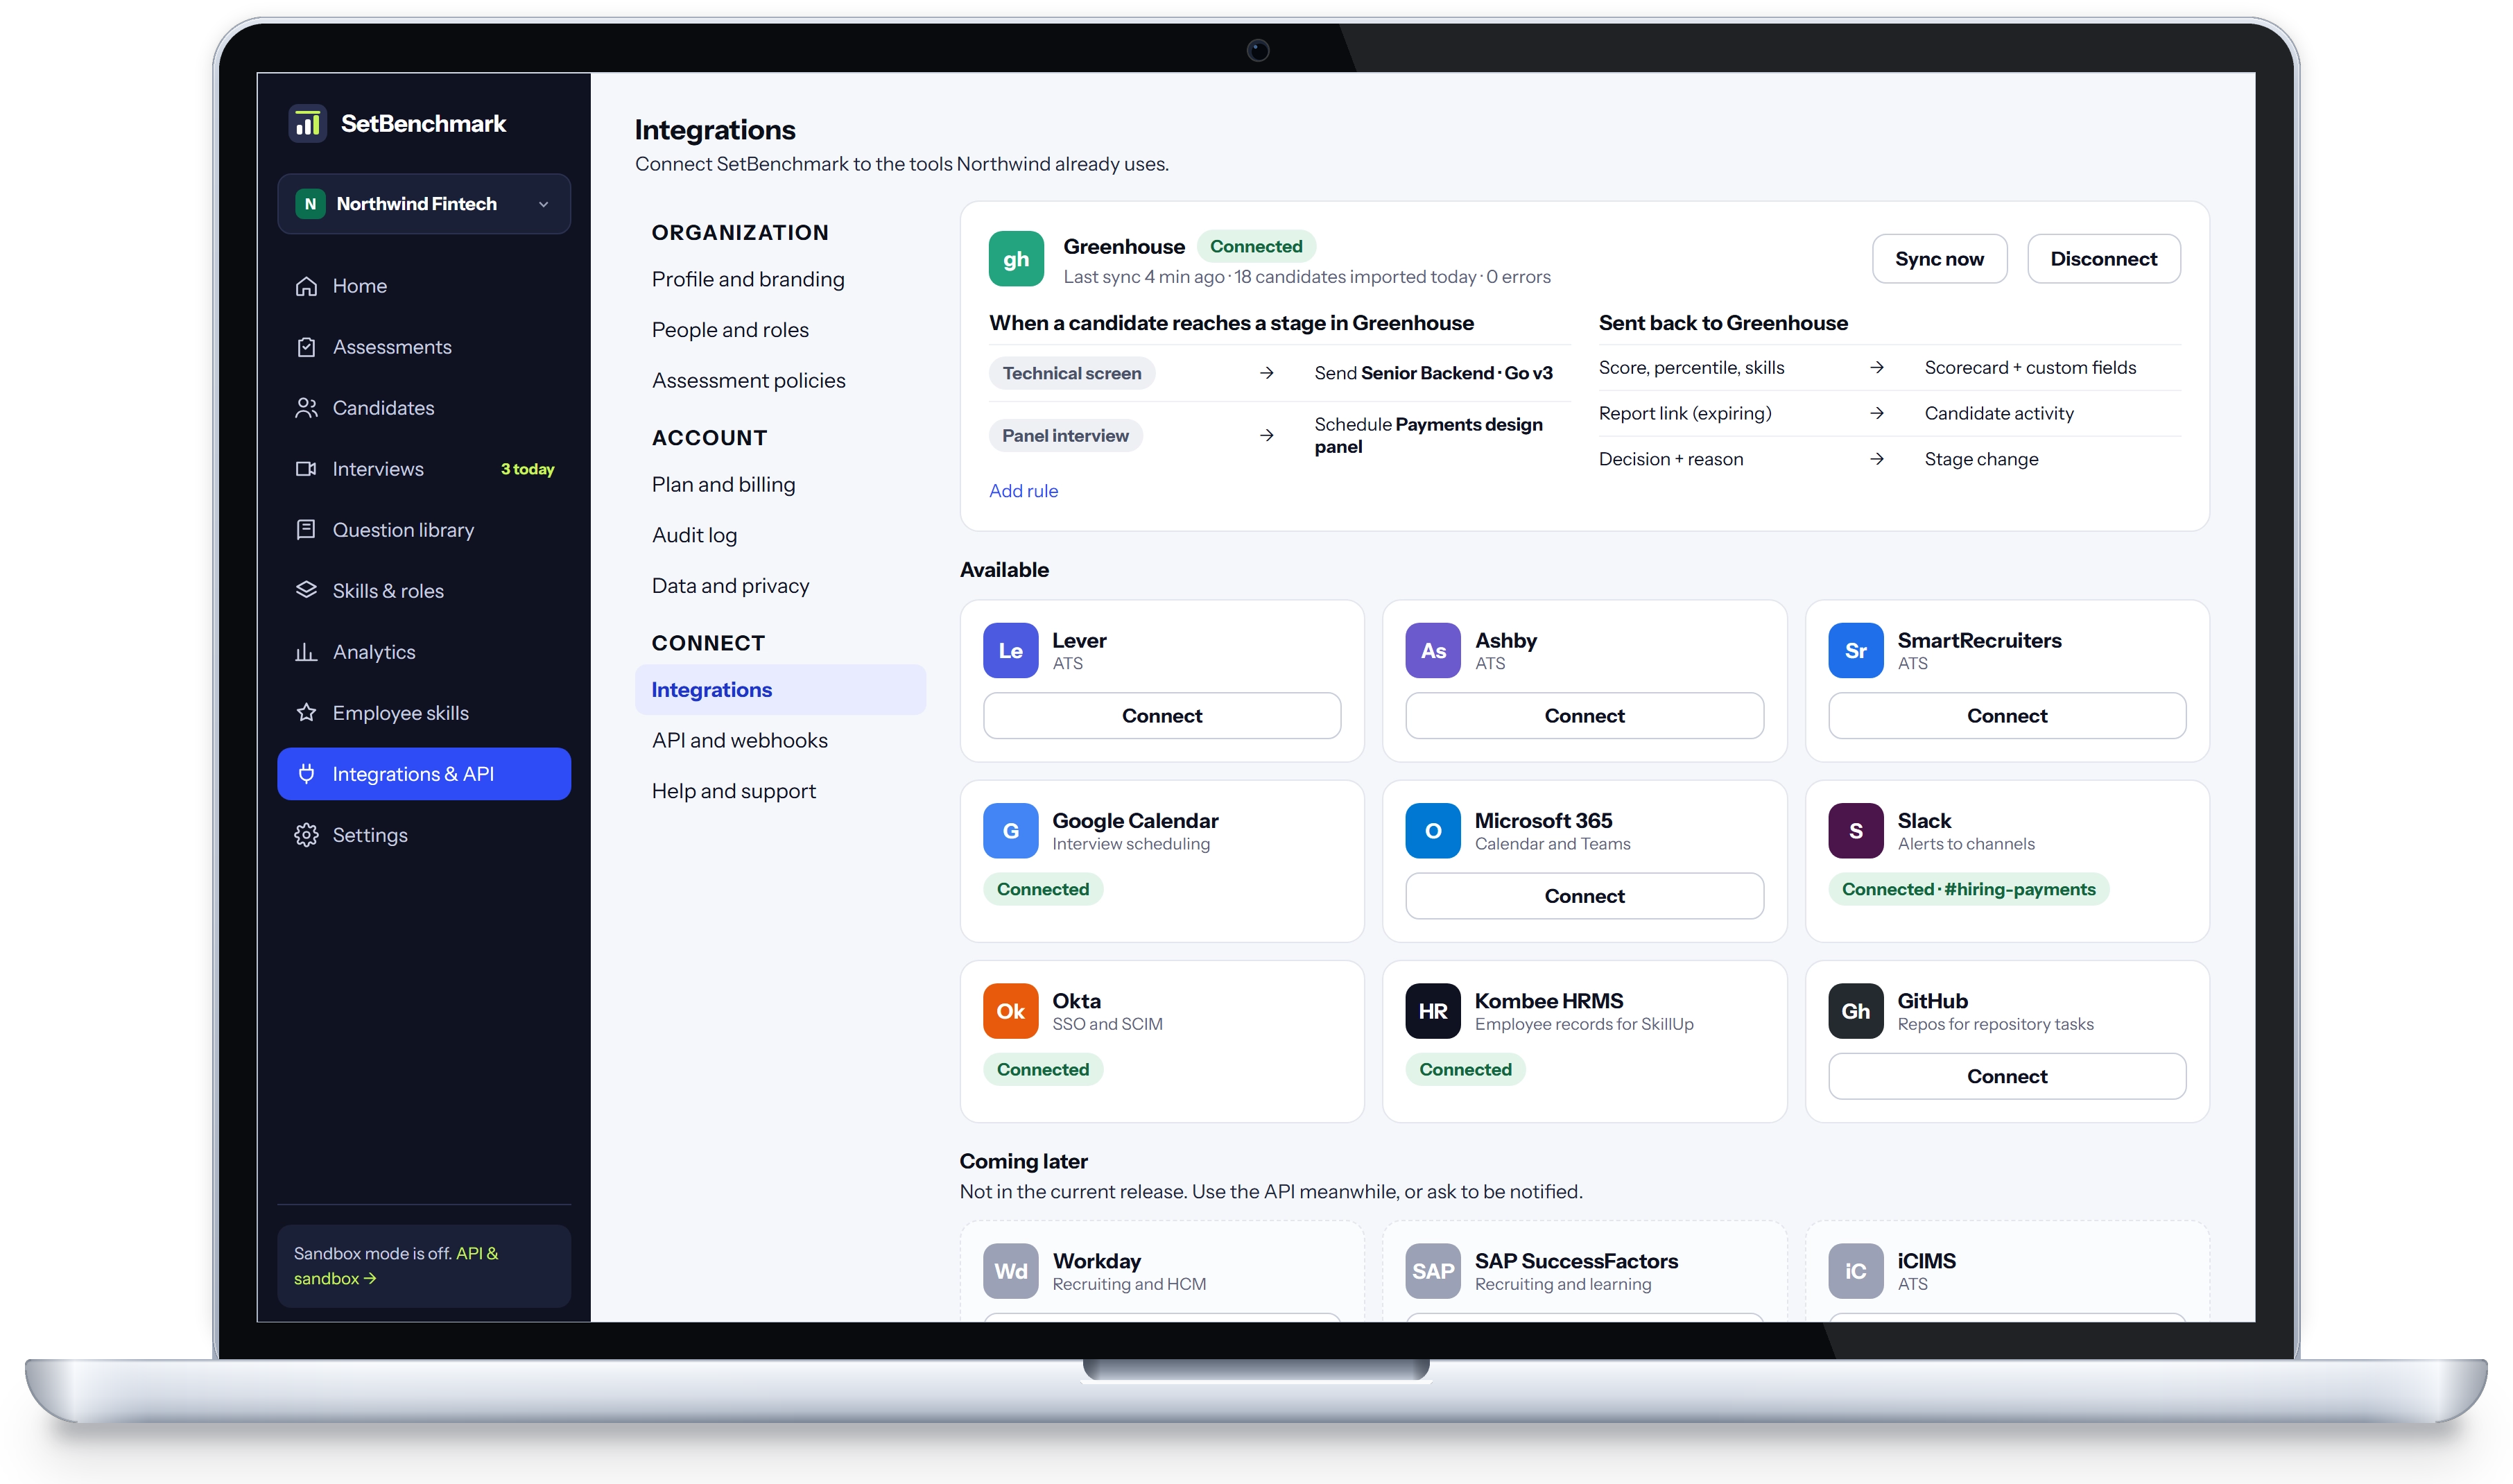 SetBenchmark
N Northwind Fintech
Home
Assessments
Candidates
Interviews 3 today
Question library
Skills & roles
Analytics
Employee skills
Integrations & API
Settings
Sandbox mode is off. API &
sandbox →
Integrations
Connect SetBenchmark to the tools Northwind already uses.
ORGANIZATION
Profile and branding
People and roles
Assessment policies
ACCOUNT
Plan and billing
Audit log
Data and privacy
CONNECT
Integrations
API and webhooks
Help and support
gh Greenhouse Connected
Last sync 4 min ago · 18 candidates imported today · 0 errors
Sync now Disconnect
When a candidate reaches a stage in Greenhouse
Technical screen → Send Senior Backend · Go v3
Panel interview → Schedule Payments design
panel
Add rule
Sent back to Greenhouse
Score, percentile, skills → Scorecard + custom fields
Report link (expiring) → Candidate activity
Decision + reason → Stage change
Available
Le Lever
ATS
Connect
As Ashby
ATS
Connect
Sr SmartRecruiters
ATS
Connect
G Google Calendar
Interview scheduling
Connected
O Microsoft 365
Calendar and Teams
Connect
S Slack
Alerts to channels
Connected · #hiring-payments
Ok Okta
SSO and SCIM
Connected
HR Kombee HRMS
Employee records for SkillUp
Connected
Gh GitHub
Repos for repository tasks
Connect
Coming later
Not in the current release. Use the API meanwhile, or ask to be notified.
Wd Workday
Recruiting and HCM
SAP SAP SuccessFactors
Recruiting and learning
iC iCIMS
ATS